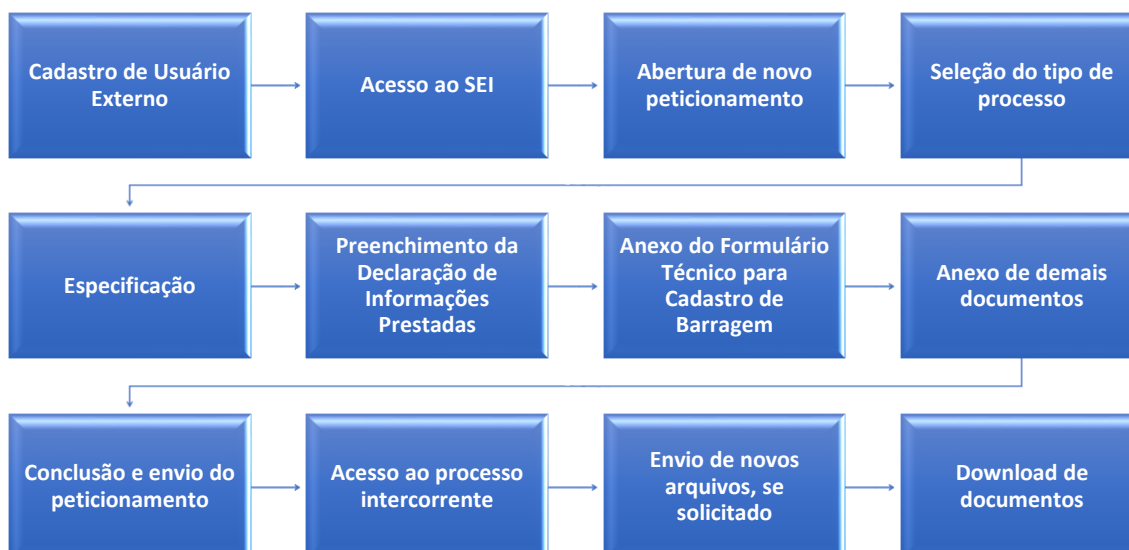 Cadastro de Usuário
Externo
Acesso ao SEI
Abertura de novo
peticionamento
Seleção do tipo de
processo
Especificação
Preenchimento da
Declaração de
Informações
Prestadas
Anexo do Formulário
Técnico para
Cadastro de
Barragem
Anexo de demais
documentos
Conclusão e envio do
peticionamento
Acesso ao processo
intercorrente
Envio de novos
arquivos, se
solicitado
Download de
documentos